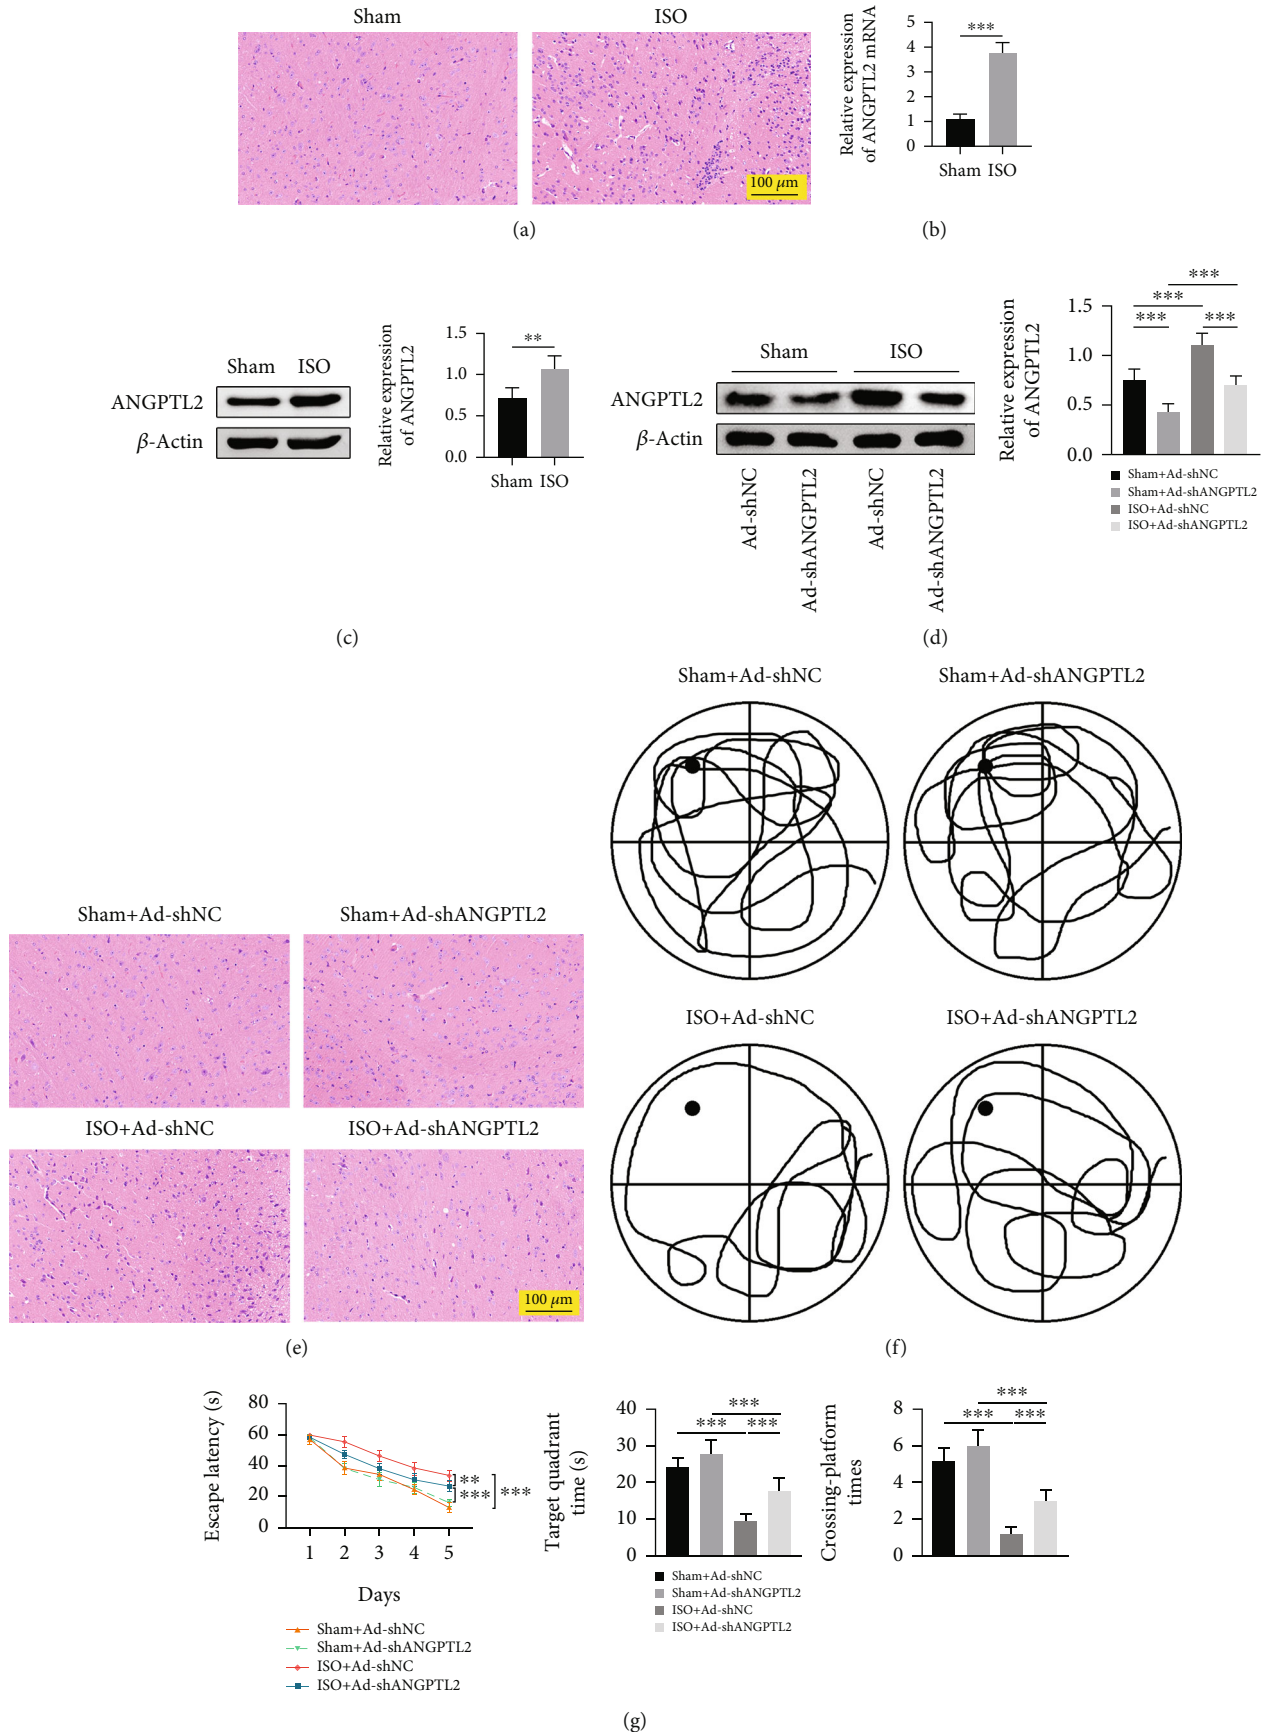 Sham ISO
100 μm
(a)
Relative expression
of ANGPTL2 mRNA
5
4
3
2
1
0
***
Sham ISO
(b)
Sham ISO
ANGPTL2
β-Actin
Relative expression
of ANGPTL2
1.5
1.0
0.5
0.0
**
Sham ISO
(c)
Sham ISO
ANGPTL2
β-Actin
Ad-shNC
Ad-shANGPTL2
Ad-shNC
Ad-shANGPTL2
Relative expression
of ANGPTL2
1.5
1.0
0.5
0.0
***
***
*** ***
Sham+Ad-shNC
Sham+Ad-shANGPTL2
ISO+Ad-shNC
ISO+Ad-shANGPTL2
(d)
Sham+Ad-shNC Sham+Ad-shANGPTL2
ISO+Ad-shNC ISO+Ad-shANGPTL2
100 μm
(e)
Sham+Ad-shNC Sham+Ad-shANGPTL2
ISO+Ad-shNC ISO+Ad-shANGPTL2
(f)
Escape latency (s)
80
60
40
20
0
1 2 3 4 5
Days
**
***
***
Sham+Ad-shNC
Sham+Ad-shANGPTL2
ISO+Ad-shNC
ISO+Ad-shANGPTL2
Target quadrant
time (s)
40
30
20
10
0
***
*** ***
Sham+Ad-shNC
Sham+Ad-shANGPTL2
ISO+Ad-shNC
ISO+Ad-shANGPTL2
Crossing-platform
times
8
6
4
2
0
***
*** ***
(g)